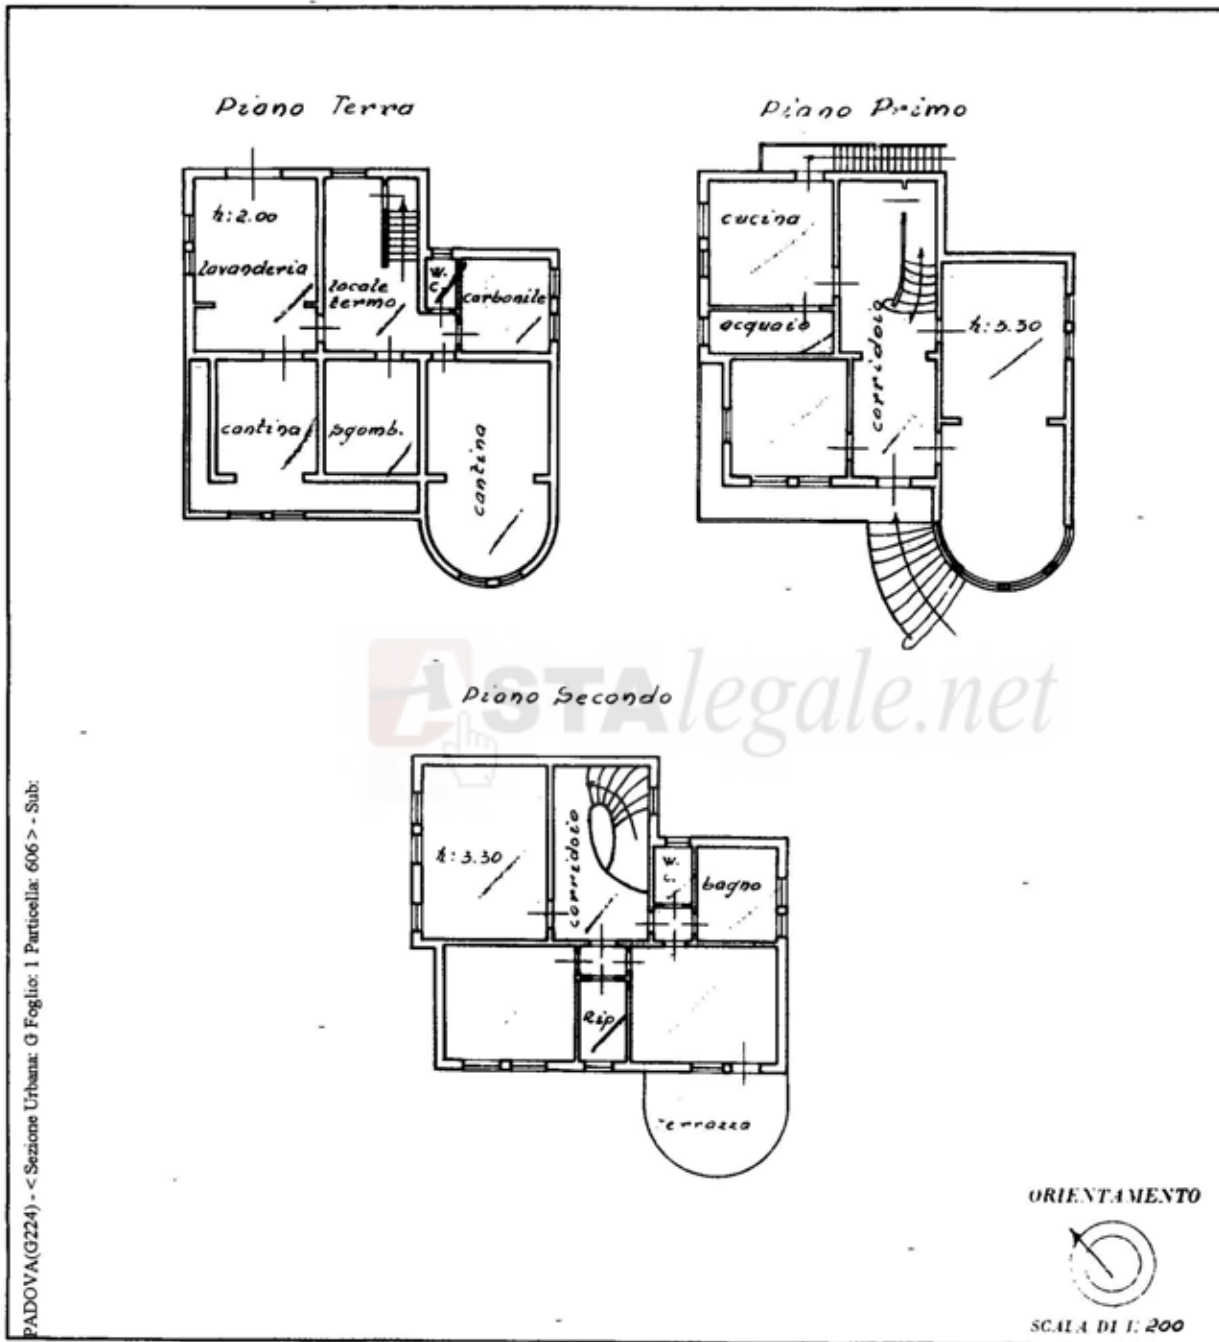 Piano Terra
h: 2.00
lavanderia
locale
termo
W.
C.
carbonile
cantina
sgomb.
cantina
Piano Primo
cucina
acquaio
corridoio
h: 3.30
ASTAlegale.net
Piano Secondo
h: 3.30
corridoio
W.
C.
bagno
Rip
terrazza
PADOVA(G224) - < Sezione Urbana: G Foglio: 1 Particella: 606 > - Sub:
ORIENTAMENTO
SCALA DI 1: 200